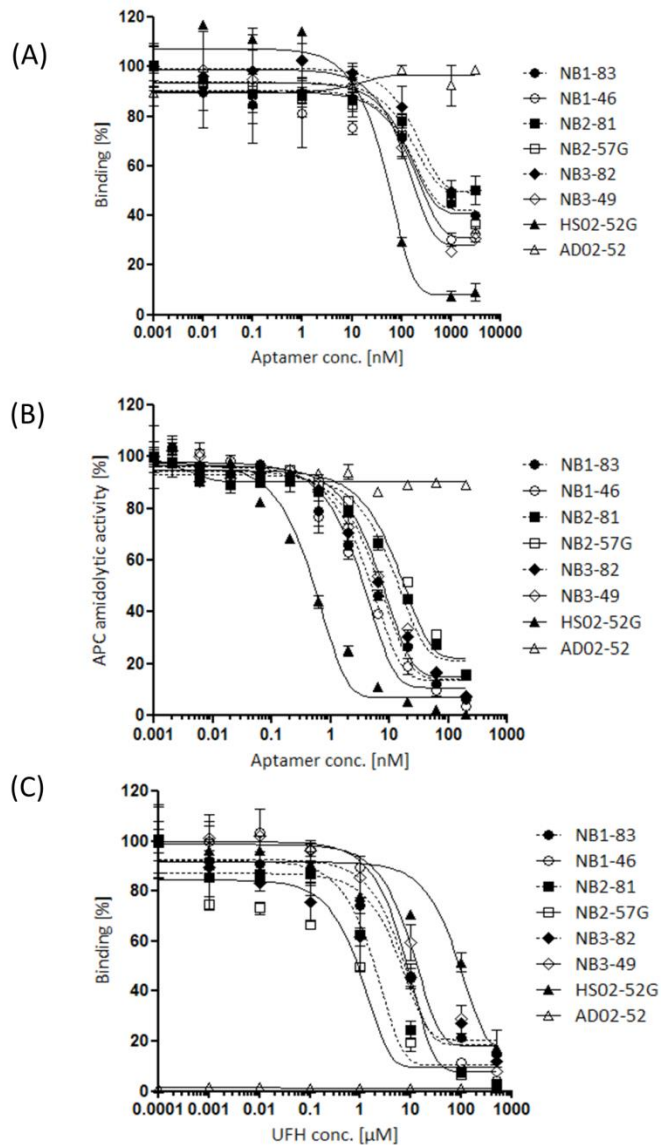 (A)
Binding [%]
120
100
80
60
40
20
0
0.001 0.01 0.1 1 10 100 1000 10000
Aptamer conc. [nM]
NB1-83
NB1-46
NB2-81
NB2-57G
NB3-82
NB3-49
HS02-52G
AD02-52
(B)
APC amidolytic activity [%]
120
100
80
60
40
20
0
0.001 0.01 0.1 1 10 100 1000
Aptamer conc. [nM]
NB1-83
NB1-46
NB2-81
NB2-57G
NB3-82
NB3-49
HS02-52G
AD02-52
(C)
Binding [%]
120
100
80
60
40
20
0
0.0001 0.001 0.01 0.1 1 10 100 1000
UFH conc. [µM]
NB1-83
NB1-46
NB2-81
NB2-57G
NB3-82
NB3-49
HS02-52G
AD02-52